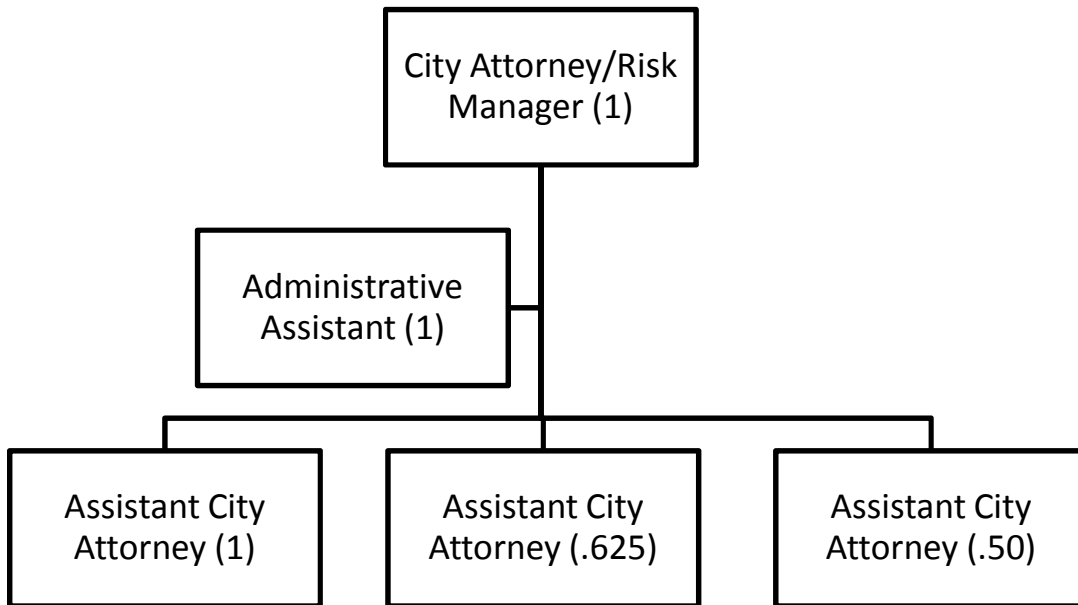 City Attorney/Risk
Manager (1)
Administrative
Assistant (1)
Assistant City
Attorney (1)
Assistant City
Attorney (.625)
Assistant City
Attorney (.50)